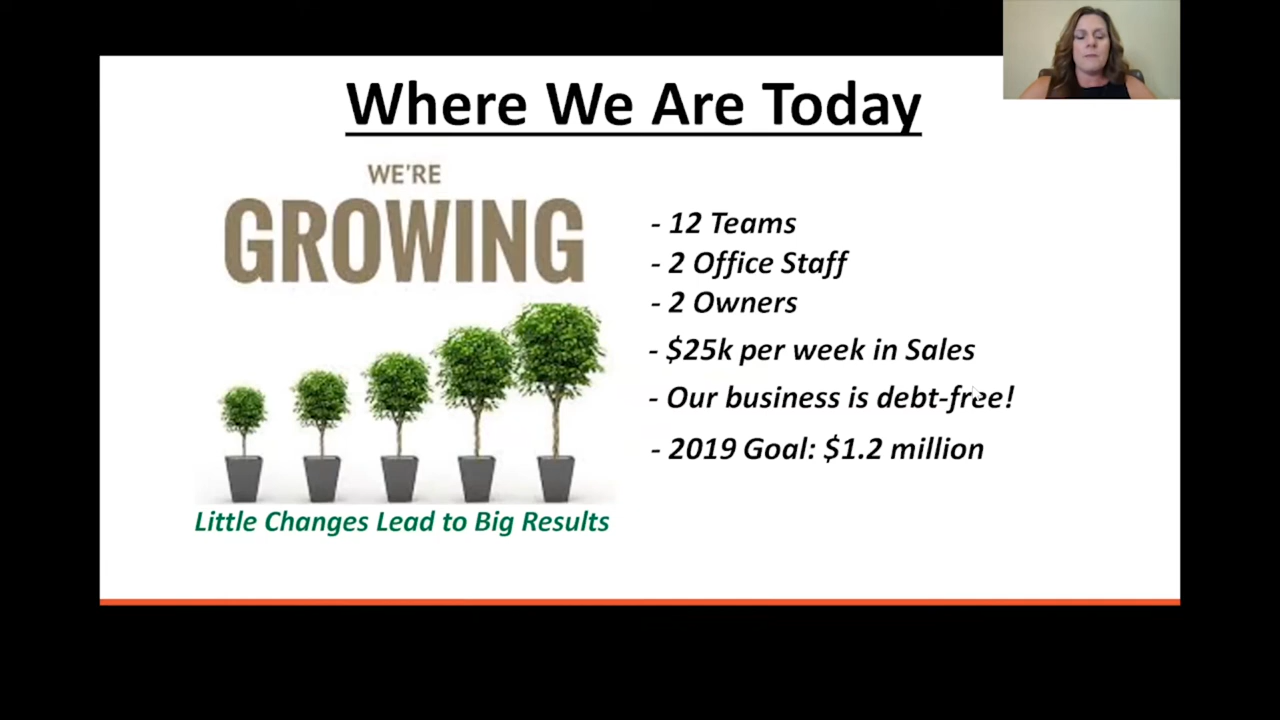 Where We Are Today
WE'RE
GROWING
- 12 Teams
- 2 Office Staff
- 2 Owners
- $25k per week in Sales
- Our business is debt-free!
- 2019 Goal: $1.2 million
Little Changes Lead to Big Results